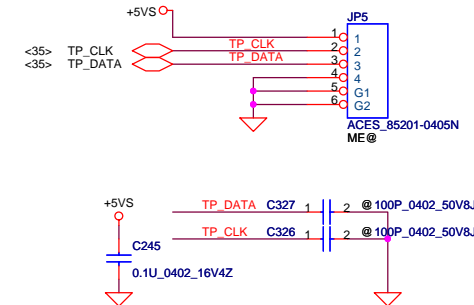 +5VS
JP5
1 1
<35> TP_CLK TP_CLK 2 2
<35> TP_DATA TP_DATA 3 3
4 4
5 G1
6 G2
ACES_85201-0405N
ME@
+5VS
TP_DATA C327 1 2 @100P_0402_50V8J
TP_CLK C326 1 2 @100P_0402_50V8J
C245
0.1U_0402_16V4Z